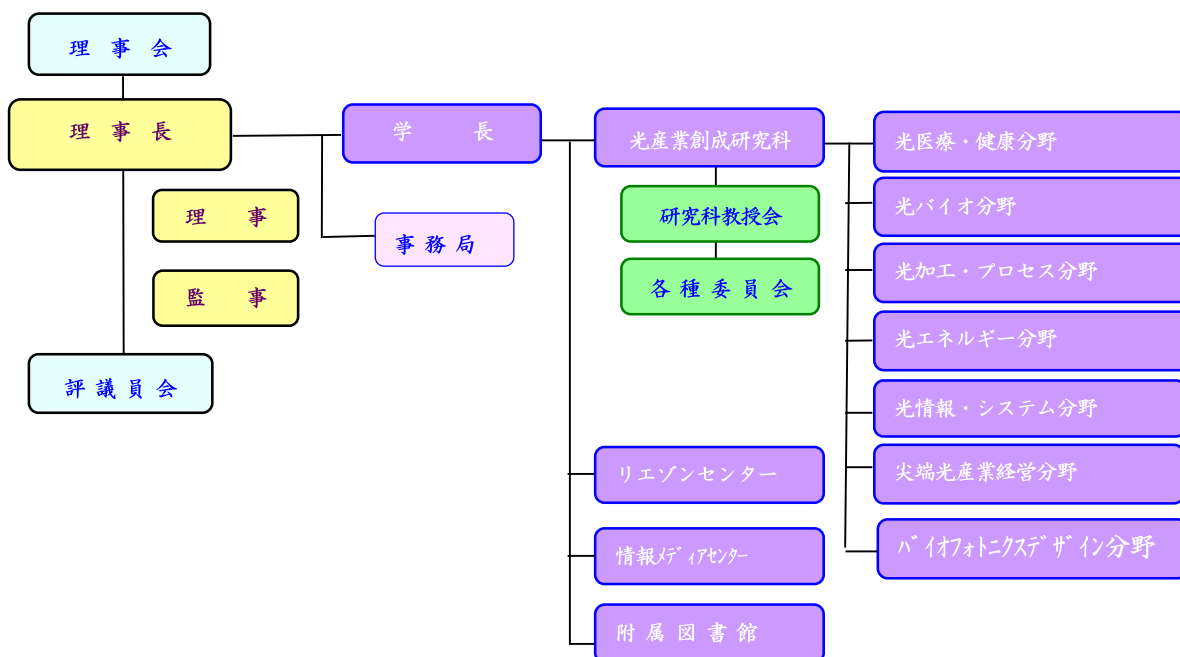 理事会
理事長
理事
監事
評議員会
学長
事務局
光産業創成研究科
研究科教授会
各種委員会
リエゾンセンター
情報メディアセンター
附属図書館
光医療・健康分野
光バイオ分野
光加工・プロセス分野
光エネルギー分野
光情報・システム分野
尖端光産業経営分野
バイオフォトニクスデザイン分野